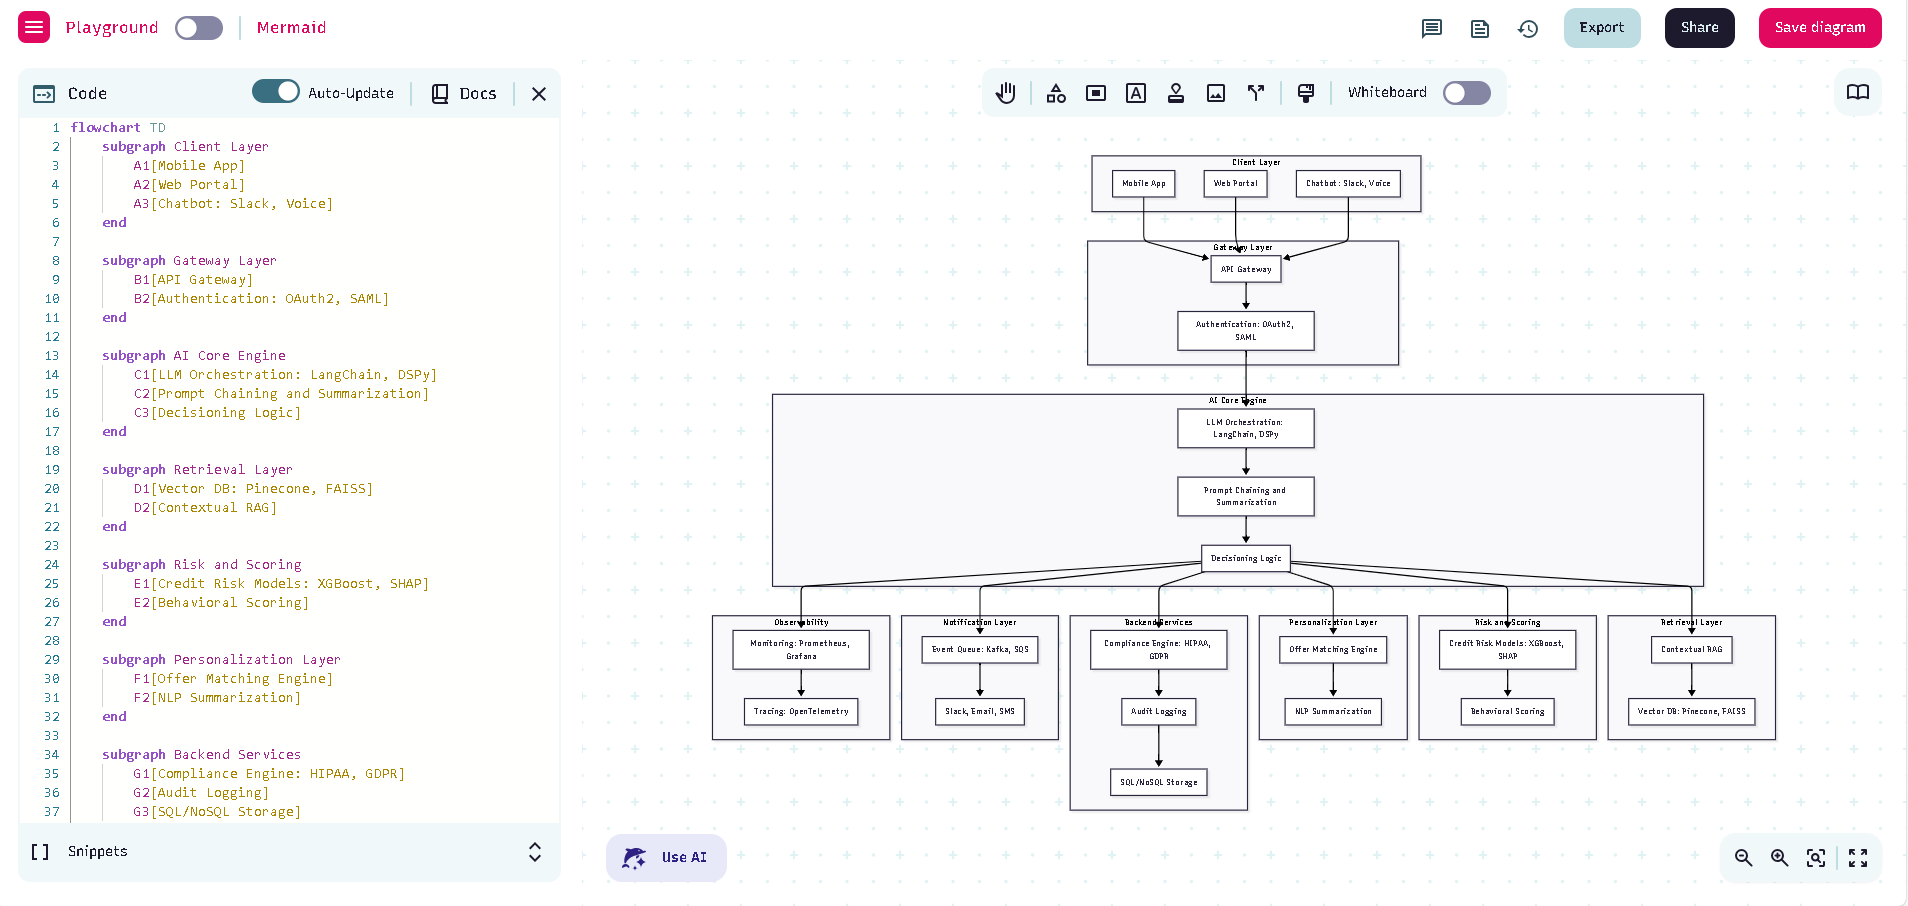 Playground
Mermaid
Export
Share
Save diagram
Code
Auto-Update
Docs
Whiteboard
1 flowchart TD
2 subgraph Client Layer
3 A1[Mobile App]
4 A2[Web Portal]
5 A3[Chatbot: Slack, Voice]
6 end
7
8 subgraph Gateway Layer
9 B1[API Gateway]
10 B2[Authentication: OAuth2, SAML]
11 end
12
13 subgraph AI Core Engine
14 C1[LLM Orchestration: LangChain, DSPy]
15 C2[Prompt Chaining and Summarization]
16 C3[Decisioning Logic]
17 end
18
19 subgraph Retrieval Layer
20 D1[Vector DB: Pinecone, FAISS]
21 D2[Contextual RAG]
22 end
23
24 subgraph Risk and Scoring
25 E1[Credit Risk Models: XGBoost, SHAP]
26 E2[Behavioral Scoring]
27 end
28
29 subgraph Personalization Layer
30 F1[Offer Matching Engine]
31 F2[NLP Summarization]
32 end
33
34 subgraph Backend Services
35 G1[Compliance Engine: HIPAA, GDPR]
36 G2[Audit Logging]
37 G3[SQL/NoSQL Storage]
Snippets
Client Layer
Mobile App
Web Portal
Chatbot: Slack, Voice
Gateway Layer
API Gateway
Authentication: OAuth2,
SAML
AI Core Engine
LLM Orchestration:
LangChain, DSPy
Prompt Chaining and
Summarization
Decisioning Logic
Observability
Monitoring: Prometheus,
Grafana
Tracing: OpenTelemetry
Notification Layer
Event Queue: Kafka, SQS
Slack, Email, SMS
Backend Services
Compliance Engine: HIPAA,
GDPR
Audit Logging
SQL/NoSQL Storage
Personalization Layer
Offer Matching Engine
NLP Summarization
Risk and Scoring
Credit Risk Models: XGBoost,
SHAP
Behavioral Scoring
Retrieval Layer
Contextual RAG
Vector DB: Pinecone, FAISS
Use AI